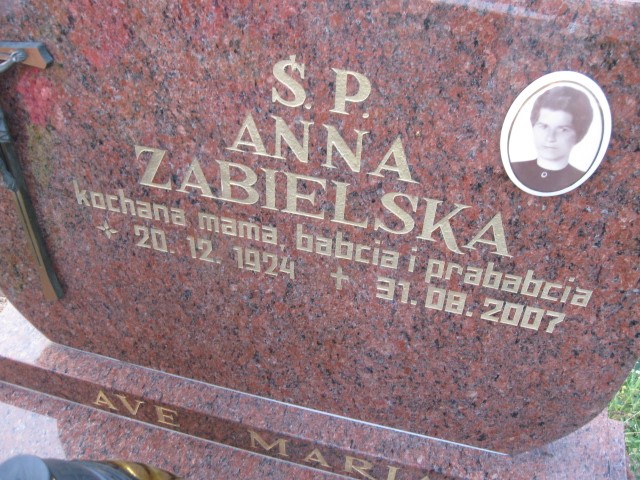 Ś. P.
ANNA
ZABIELSKA
kochana mama, babcia i prababcia
✶ 20. 12. 1924 + 31. 08. 2007
AVE MARIA